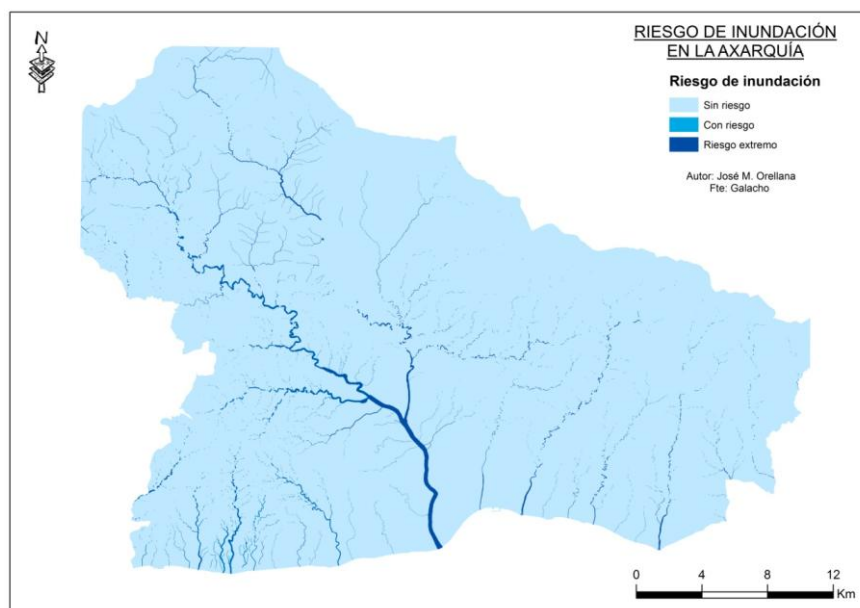 N
RIESGO DE INUNDACIÓN
EN LA AXARQUÍA
Riesgo de inundación
Sin riesgo
Con riesgo
Riesgo extremo
Autor: José M. Orellana
Fte: Galacho
0 4 8 12
Km